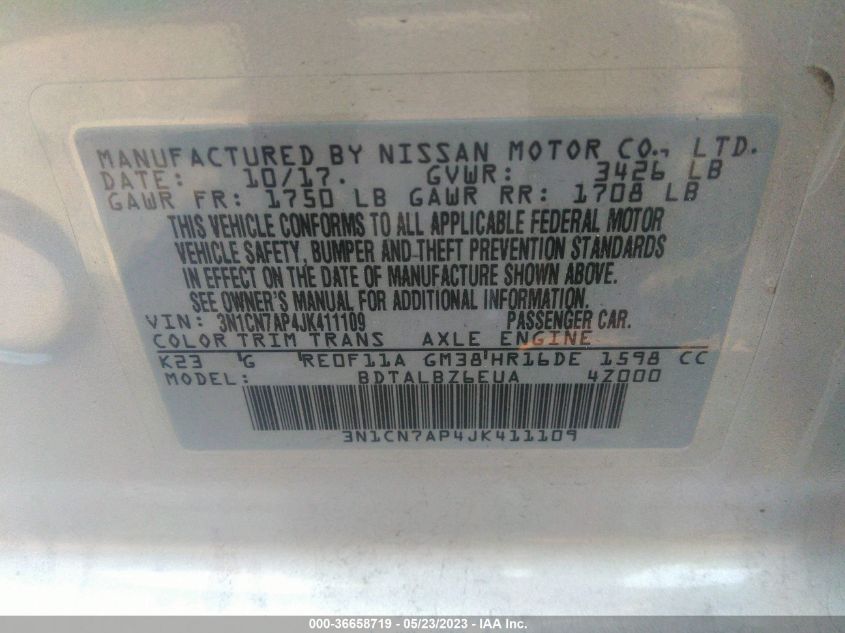 MANUFACTURED BY NISSAN MOTOR CO., LTD.
DATE: 10/17. GVWR: 3426 LB
GAWR FR: 1750 LB GAWR RR: 1708 LB
THIS VEHICLE CONFORMS TO ALL APPLICABLE FEDERAL MOTOR
VEHICLE SAFETY, BUMPER AND THEFT PREVENTION STANDARDS
IN EFFECT ON THE DATE OF MANUFACTURE SHOWN ABOVE.
SEE OWNER'S MANUAL FOR ADDITIONAL INFORMATION.
VIN: 3N1CN7AP4JK411109 PASSENGER CAR.
COLOR TRIM TRANS AXLE ENGINE
K23 G RE0F11A GM38 HR16DE 1598 CC
MODEL: BDTALBZ6EUA 4Z000
3N1CN7AP4JK411109
000-36658719 - 05/23/2023 - IAA Inc.